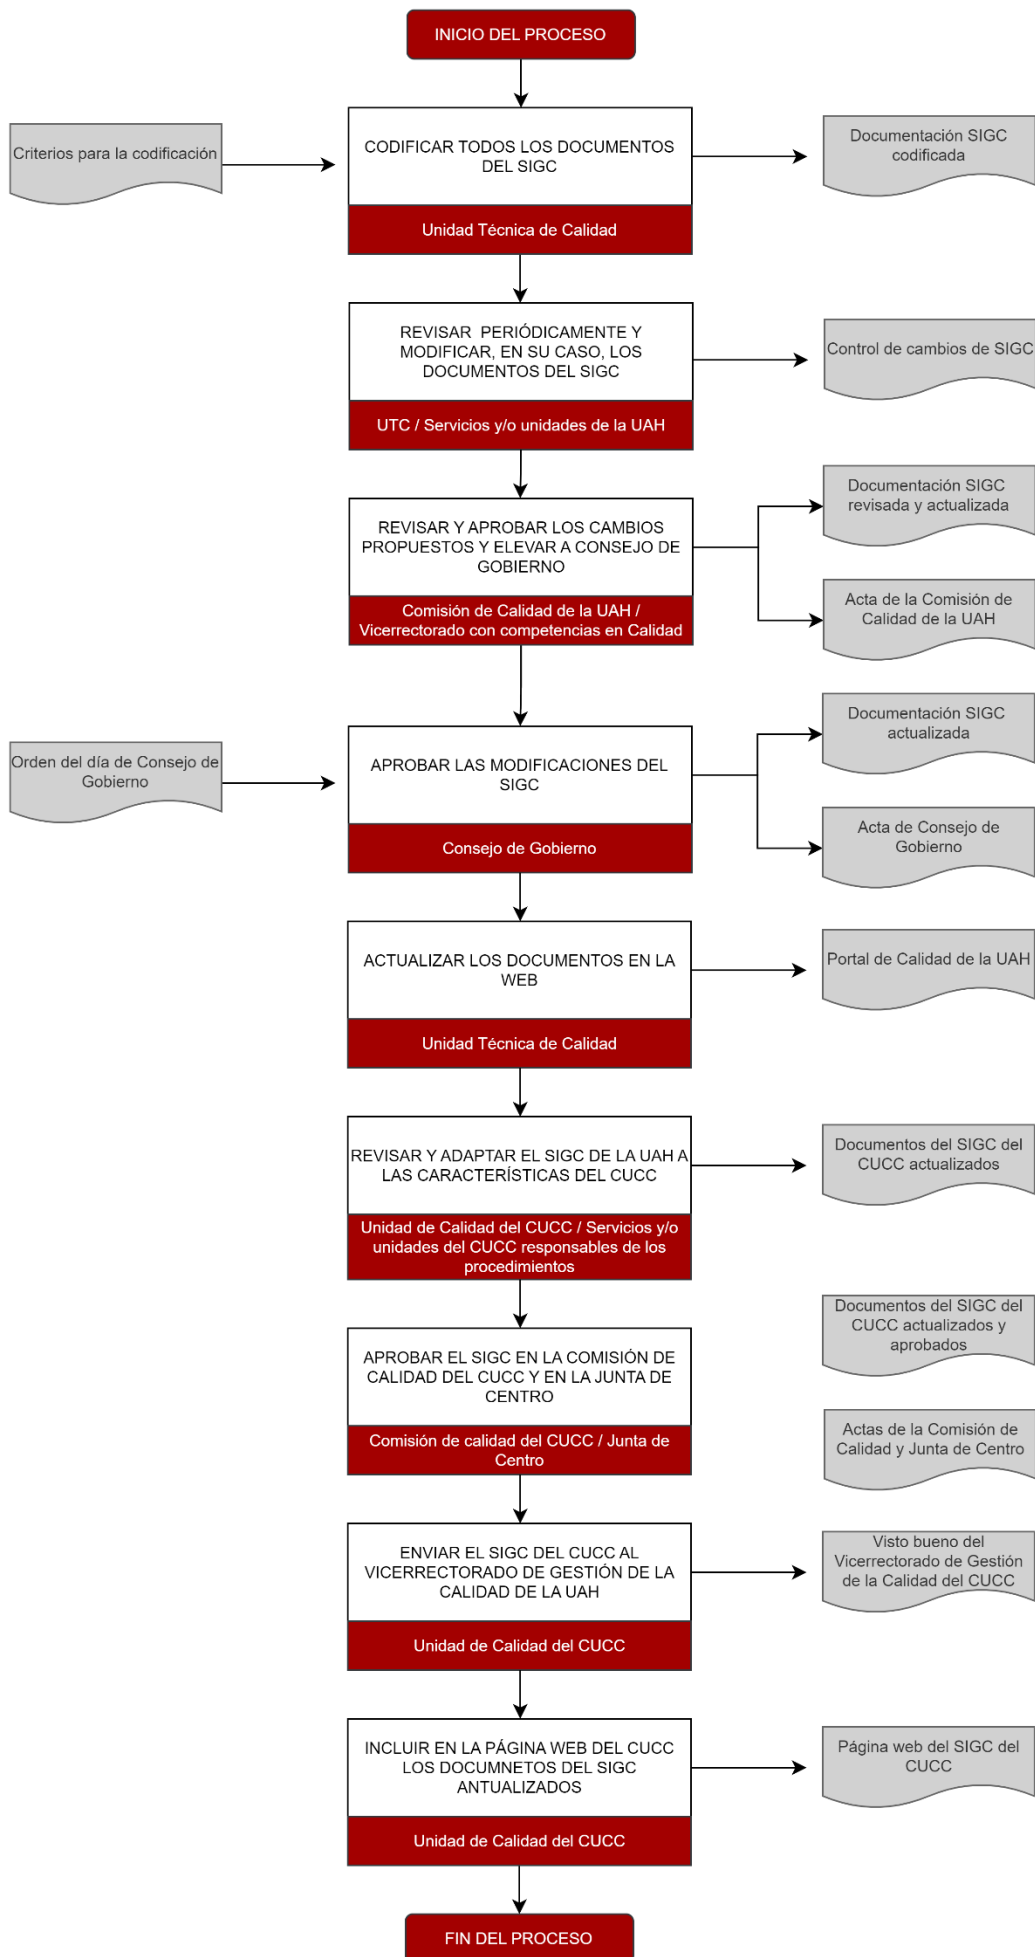 INICIO DEL PROCESO
Criterios para la codificación
CODIFICAR TODOS LOS DOCUMENTOS
DEL SIGC
Unidad Técnica de Calidad
Documentación SIGC
codificada
REVISAR PERIÓDICAMENTE Y
MODIFICAR, EN SU CASO, LOS
DOCUMENTOS DEL SIGC
UTC / Servicios y/o unidades de la UAH
Control de cambios de SIGC
REVISAR Y APROBAR LOS CAMBIOS
PROPUESTOS Y ELEVAR A CONSEJO DE
GOBIERNO
Comisión de Calidad de la UAH /
Vicerrectorado con competencias en Calidad
Documentación SIGC
revisada y actualizada
Acta de la Comisión de
Calidad de la UAH
Orden del día de Consejo de
Gobierno
APROBAR LAS MODIFICACIONES DEL
SIGC
Consejo de Gobierno
Documentación SIGC
actualizada
Acta de Consejo de
Gobierno
ACTUALIZAR LOS DOCUMENTOS EN LA
WEB
Unidad Técnica de Calidad
Portal de Calidad de la UAH
REVISAR Y ADAPTAR EL SIGC DE LA UAH A
LAS CARACTERÍSTICAS DEL CUCC
Unidad de Calidad del CUCC / Servicios y/o
unidades del CUCC responsables de los
procedimientos
Documentos del SIGC del
CUCC actualizados
APROBAR EL SIGC EN LA COMISIÓN DE
CALIDAD DEL CUCC Y EN LA JUNTA DE
CENTRO
Comisión de calidad del CUCC / Junta de
Centro
Documentos del SIGC del
CUCC actualizados y
aprobados
Actas de la Comisión de
Calidad y Junta de Centro
ENVIAR EL SIGC DEL CUCC AL
VICERRECTORADO DE GESTIÓN DE LA
CALIDAD DE LA UAH
Unidad de Calidad del CUCC
Visto bueno del
Vicerrectorado de Gestión
de la Calidad del CUCC
INCLUIR EN LA PÁGINA WEB DEL CUCC
LOS DOCUMNETOS DEL SIGC
ANTUALIZADOS
Unidad de Calidad del CUCC
Página web del SIGC del
CUCC
FIN DEL PROCESO